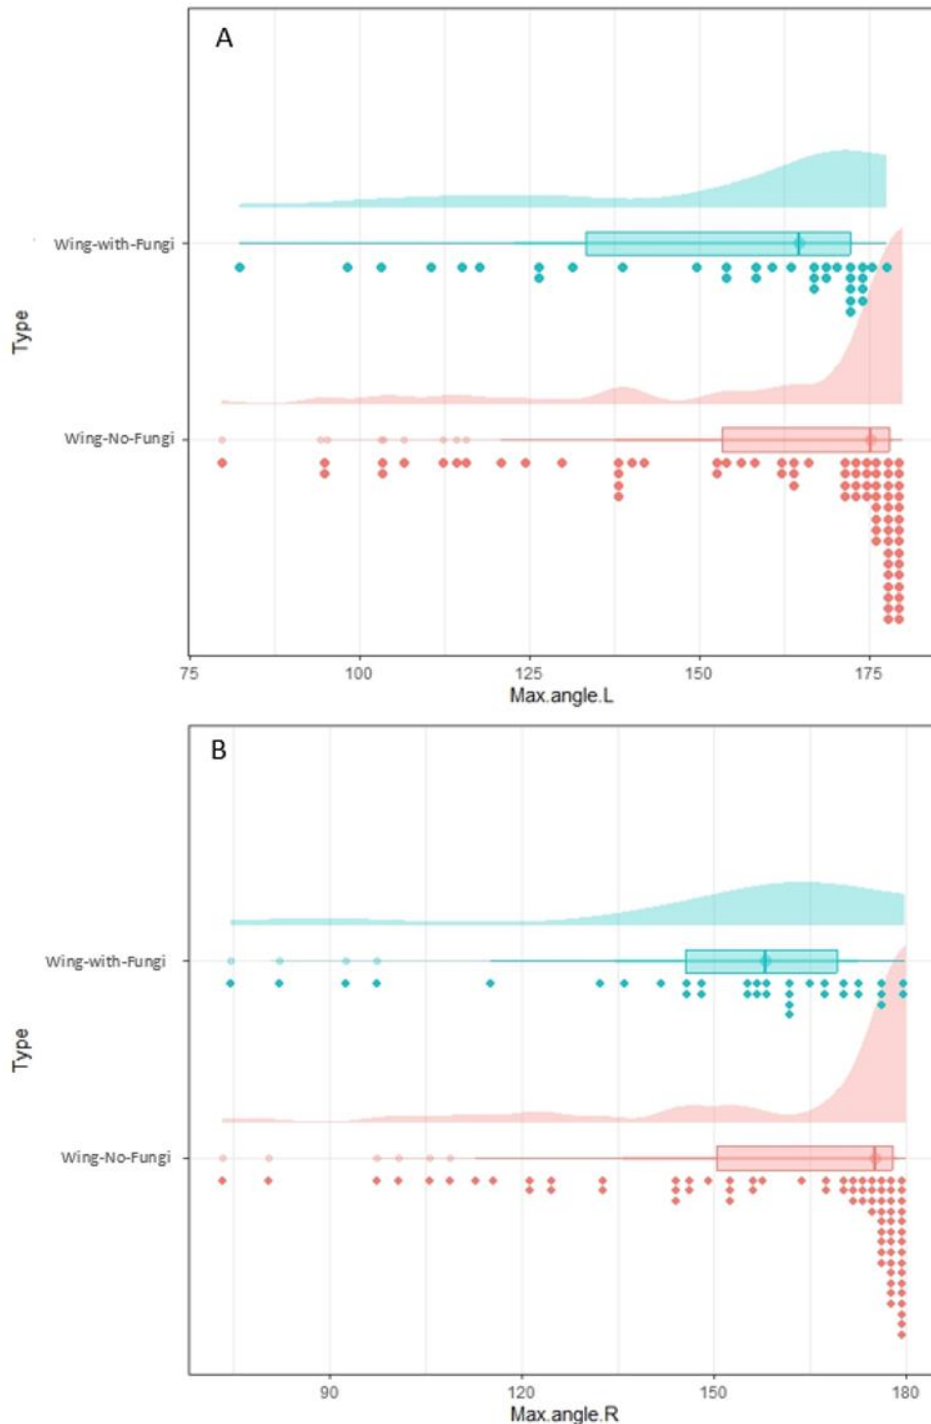 A
Wing-with-Fungi
Type
Wing-No-Fungi
75 100 125 150 175
Max.angle.L
B
Wing-with-Fungi
Type
Wing-No-Fungi
90 120 150 180
Max.angle.R